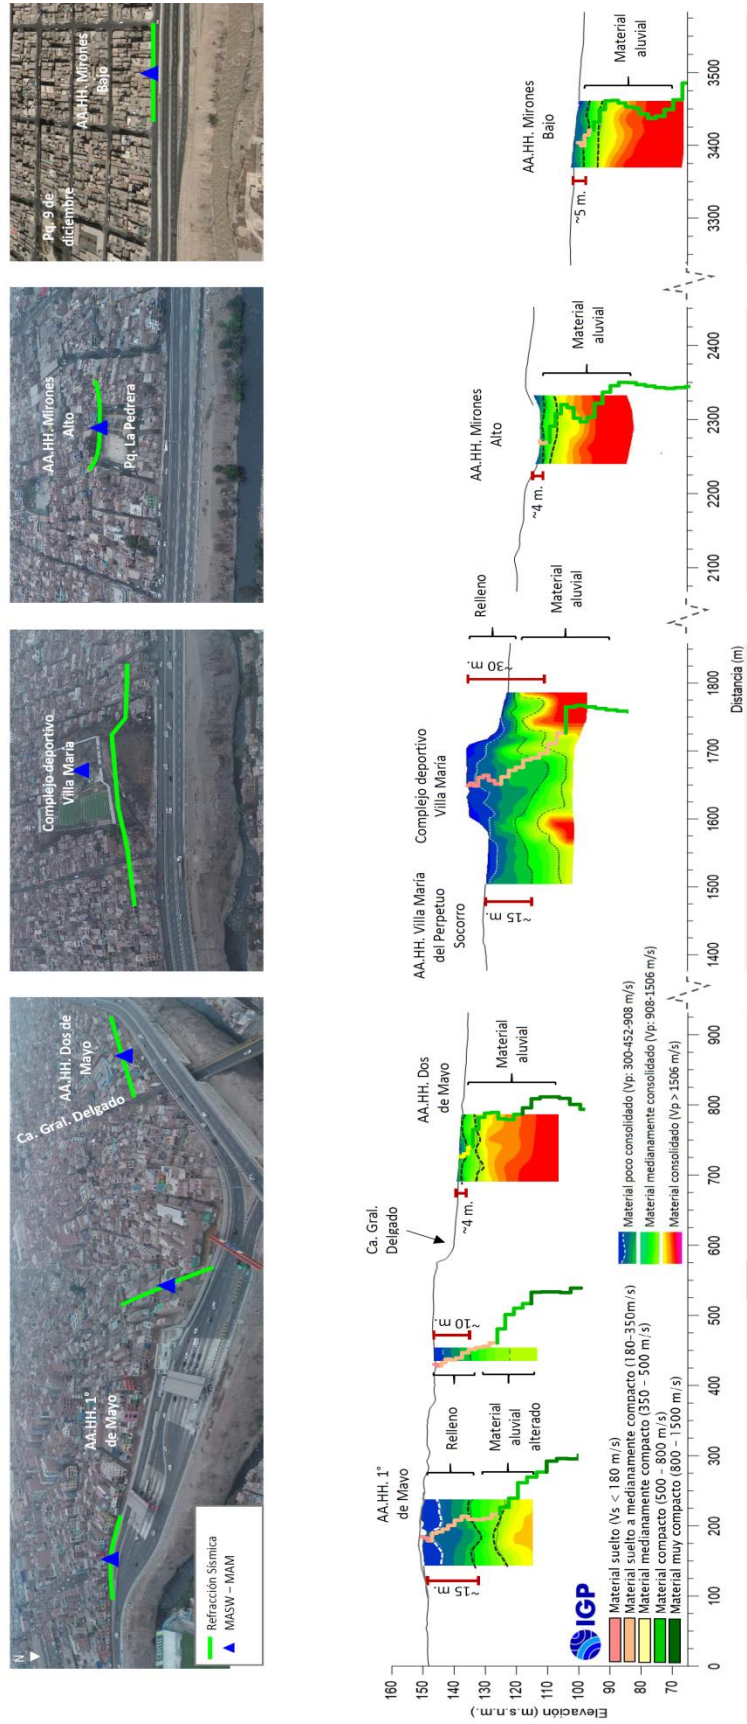 N
AA.HH. 1°
de Mayo
Ca. Gral. Delgado
AA.HH. Dos de
Mayo
Refracción Sísmica
MASW – MAM
Complejo deportivo
Villa María
AA.HH. Mirones
Alto
Pq. La Pedrera
Pq. 9 de
diciembre
AA.HH. Mirones
Bajo
Elevación (m.s.n.m.)
160
150
140
130
120
110
100
90
80
70
AA.HH. 1°
de Mayo
~15 m.
Relleno
Material
aluvial
alterado
~10 m.
Ca. Gral.
Delgado
~4 m.
AA.HH. Dos
de Mayo
Material
aluvial
AA.HH. Villa María
del Perpetuo
Socorro
~15 m.
Complejo deportivo
Villa María
~30 m.
Relleno
Material
aluvial
~4 m.
AA.HH. Mirones
Alto
Material
aluvial
~5 m.
AA.HH. Mirones
Bajo
Material
aluvial
IGP
Material suelto (Vs < 180 m/s)
Material suelto a medianamente compacto (180–350m/s)
Material medianamente compacto (350 – 500 m/s)
Material compacto (500 – 800 m/s)
Material muy compacto (800 – 1500 m/s)
Material poco consolidado (Vp: 300-452-908 m/s)
Material medianamente consolidado (Vp: 908-1506 m/s)
Material consolidado (Vp > 1506 m/s)
0 100 200 300 400 500 600 700 800 900 1400 1500 1600 1700 1800 2100 2200 2300 2400 3300 3400 3500
Distancia (m)